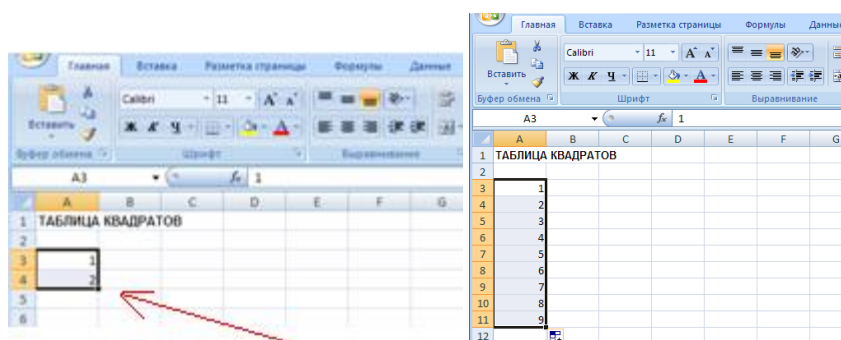 Главная Вставка Разметка страницы Формулы Данные
Calibri 11 A A
Вставить Ж К Ч A
Буфер обмена Шрифт Выравнивание
A3 fx 1
A B C D E F G
1 ТАБЛИЦА КВАДРАТОВ
2
3 1
4 2
5
6
Главная Вставка Разметка страницы Формулы Данны
Calibri 11 A A
Вставить Ж К Ч A
Буфер обмена Шрифт Выравнивание
A3 fx 1
A B C D E F G
1 ТАБЛИЦА КВАДРАТОВ
2
3 1
4 2
5 3
6 4
7 5
8 6
9 7
10 8
11 9
12